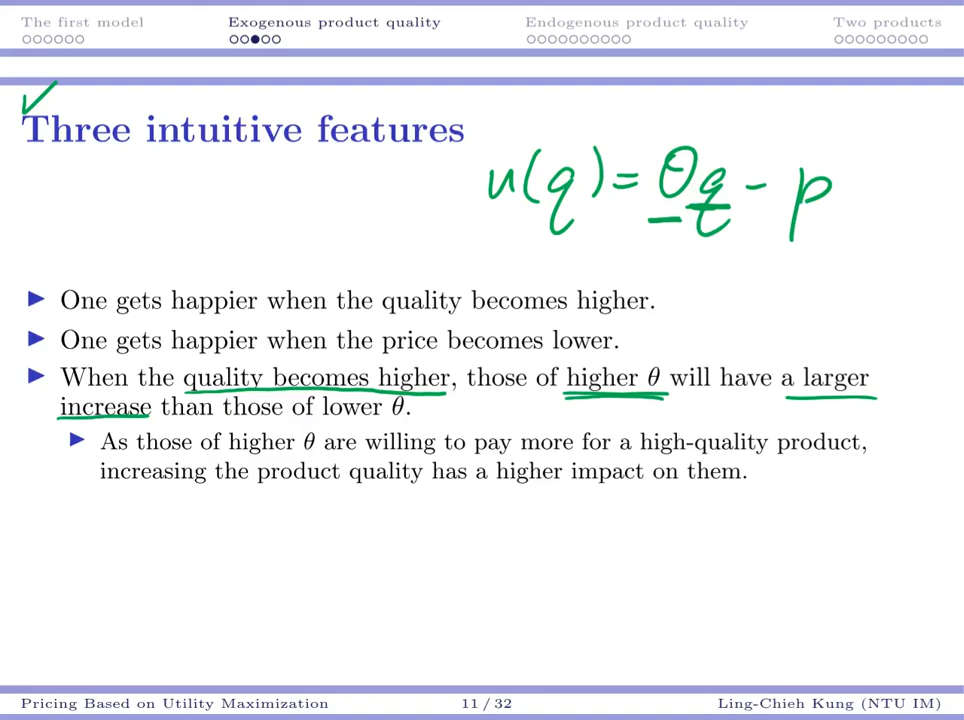 The first model Exogenous product quality Endogenous product quality Two products
Three intuitive features
u(q) = θq - p
▶ One gets happier when the quality becomes higher.
▶ One gets happier when the price becomes lower.
▶ When the quality becomes higher, those of higher θ will have a larger
increase than those of lower θ.
▶ As those of higher θ are willing to pay more for a high-quality product,
increasing the product quality has a higher impact on them.
Pricing Based on Utility Maximization 11 / 32 Ling-Chieh Kung (NTU IM)